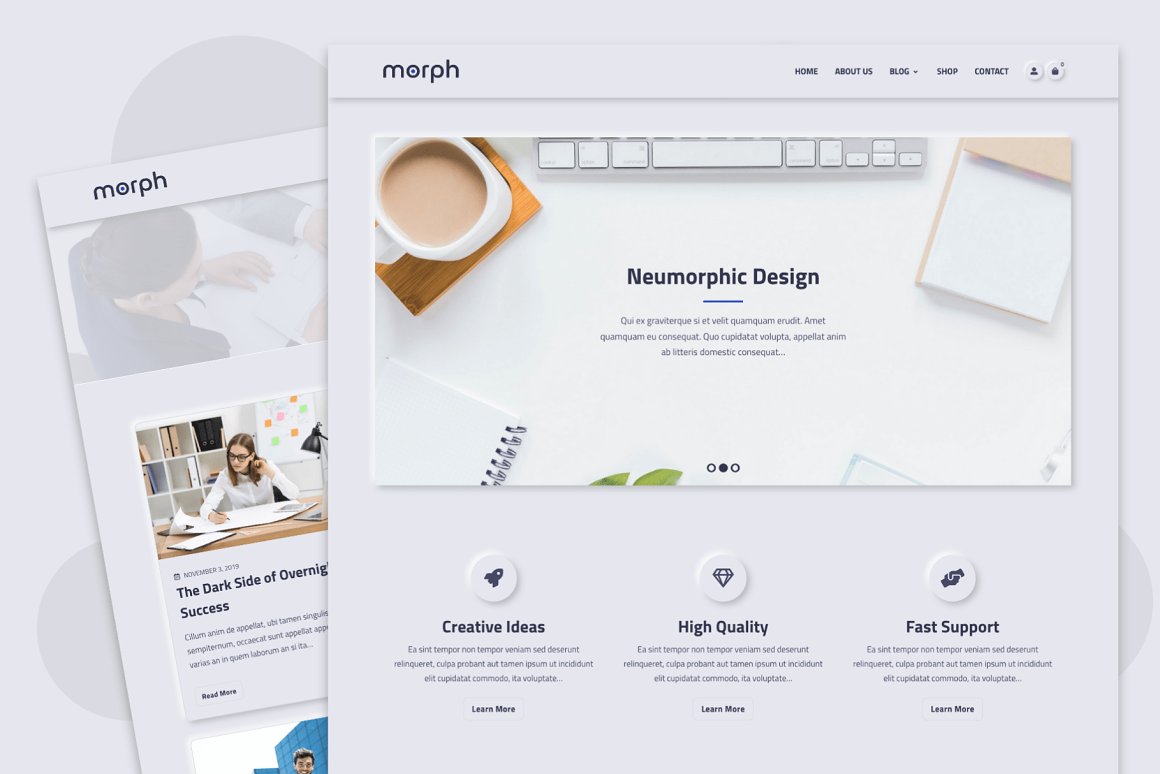 morph
HOME ABOUT US BLOG SHOP CONTACT
0
Neumorphic Design
Qui ex graviterque si et velit quamquam erudit. Amet
quamquam eu consequat. Quo cupidatat volupta, appellat anim
ab litteris domestic consequat...
Creative Ideas
Ea sint tempor non tempor veniam sed deserunt
relinqueret, culpa probant aut tamen ipsum ut incididunt
elit cupidatat commodo, ita voluptate...
Learn More
High Quality
Ea sint tempor non tempor veniam sed deserunt
relinqueret, culpa probant aut tamen ipsum ut incididunt
elit cupidatat commodo, ita voluptate...
Learn More
Fast Support
Ea sint tempor non tempor veniam sed deserunt
relinqueret, culpa probant aut tamen ipsum ut incididunt
elit cupidatat commodo, ita voluptate...
Learn More
morph
NOVEMBER 3, 2019
The Dark Side of
Success
Cillum anim de appellat, ubi tamen
sempiternum, occaecat sunt appellat
varias an in quem laborum an si ita...
Read More